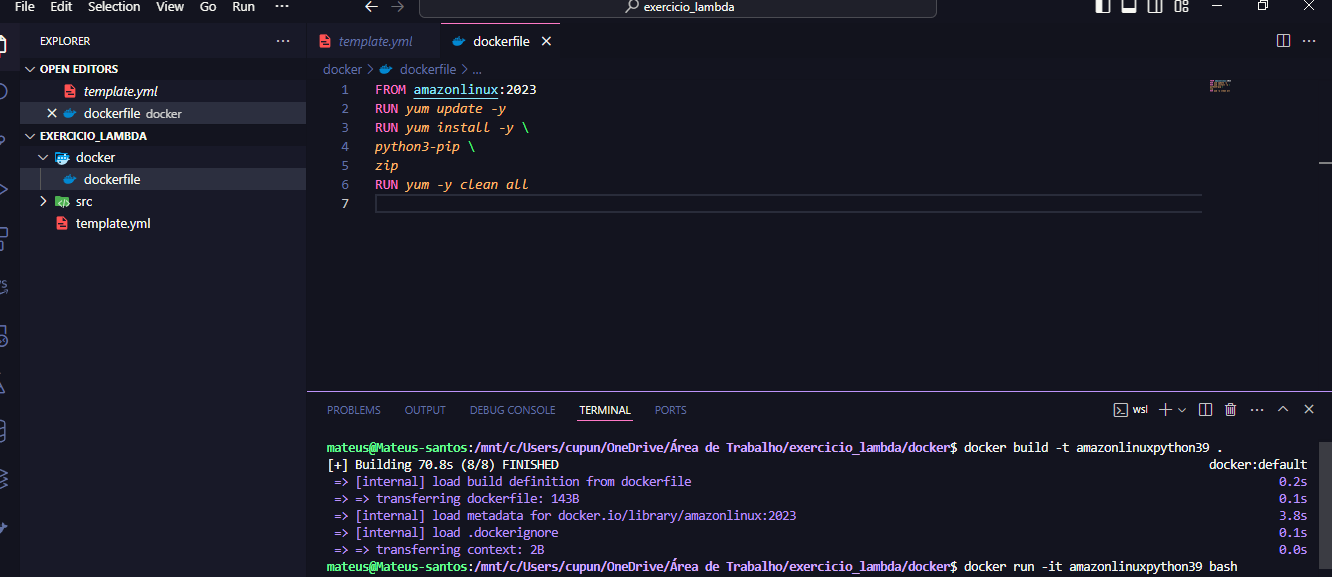 File Edit Selection View Go Run ···
exercicio_lambda
EXPLORER ···
template.yml
dockerfile
OPEN EDITORS
template.yml
dockerfile docker
EXERCICIO_LAMBDA
docker
dockerfile
src
template.yml
docker > dockerfile > ...
1 FROM amazonlinux:2023
2 RUN yum update -y
3 RUN yum install -y \
4 python3-pip \
5 zip
6 RUN yum -y clean all
7
PROBLEMS OUTPUT DEBUG CONSOLE TERMINAL PORTS
wsl
mateus@Mateus-santos:/mnt/c/Users/cupun/OneDrive/Área de Trabalho/exercicio_lambda/docker$ docker build -t amazonlinuxpython39 .
[+] Building 70.8s (8/8) FINISHED docker:default
=> [internal] load build definition from dockerfile 0.2s
=> => transferring dockerfile: 143B 0.1s
=> [internal] load metadata for docker.io/library/amazonlinux:2023 3.8s
=> [internal] load .dockerignore 0.1s
=> => transferring context: 2B 0.0s
mateus@Mateus-santos:/mnt/c/Users/cupun/OneDrive/Área de Trabalho/exercicio_lambda/docker$ docker run -it amazonlinuxpython39 bash